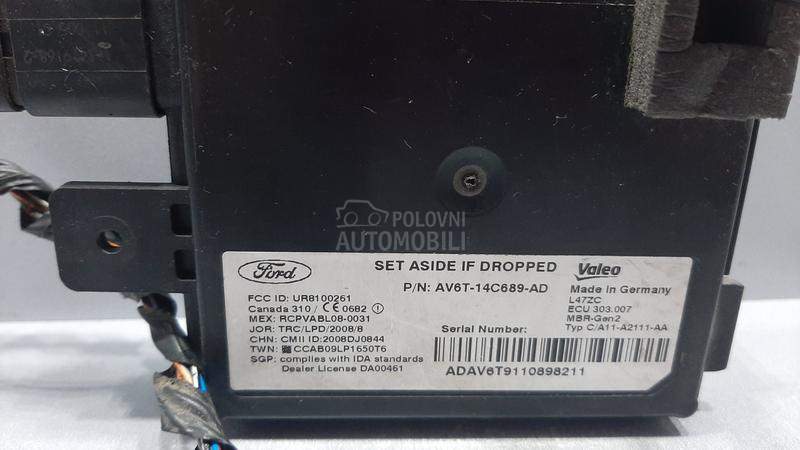 POLOVNI
AUTOMOBILI
Ford
SET ASIDE IF DROPPED
Valeo
P/N: AV6T-14C689-AD
Made in Germany
L47ZC
ECU 303.007
MBR-Gen2
Typ C/A11-A2111-AA
FCC ID: UR8100261
Canada 310 / CE 0682
MEX: RCPVABL08-0031
JOR: TRC/LPD/2008/8
CHN: CMII ID:2008DJ0844
TWN: CCAB09LP1650T6
SGP: complies with IDA standards
Dealer License DA00461
Serial Number:
ADAV6T9110898211